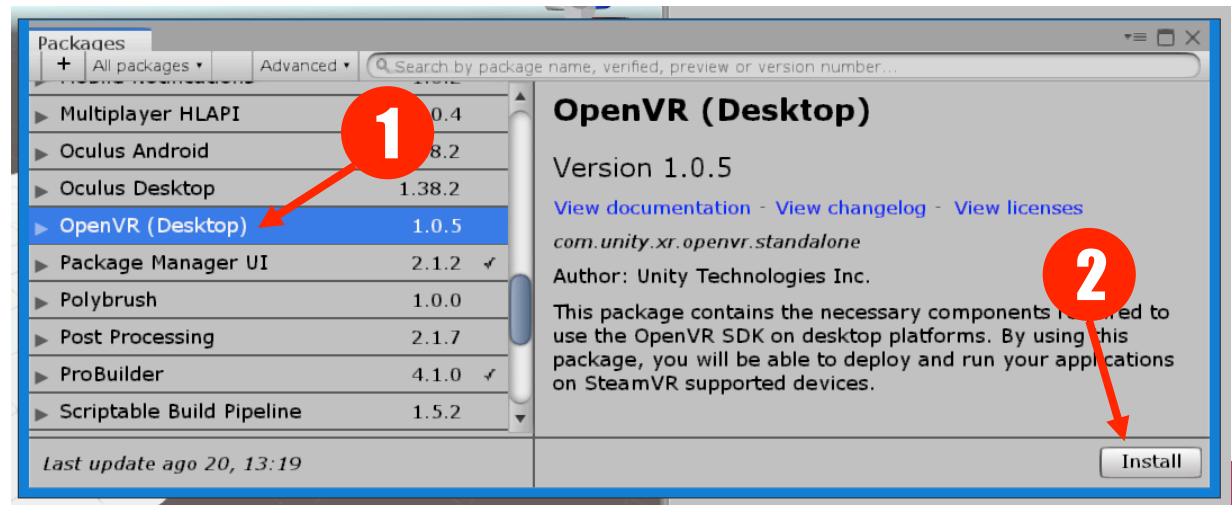 Packages
+ All packages ▾ Advanced ▾ Search by package name, verified, preview or version number...
Multiplayer HLAPI 0.4
Oculus Android 8.2
Oculus Desktop 1.38.2
OpenVR (Desktop) 1.0.5
Package Manager UI 2.1.2 ✓
Polybrush 1.0.0
Post Processing 2.1.7
ProBuilder 4.1.0 ✓
Scriptable Build Pipeline 1.5.2
Last update ago 20, 13:19
1
OpenVR (Desktop)
Version 1.0.5
View documentation - View changelog - View licenses
com.unity.xr.openvr.standalone
Author: Unity Technologies Inc.
2
This package contains the necessary components to
use the OpenVR SDK on desktop platforms. By using this
package, you will be able to deploy and run your applications
on SteamVR supported devices.
Install